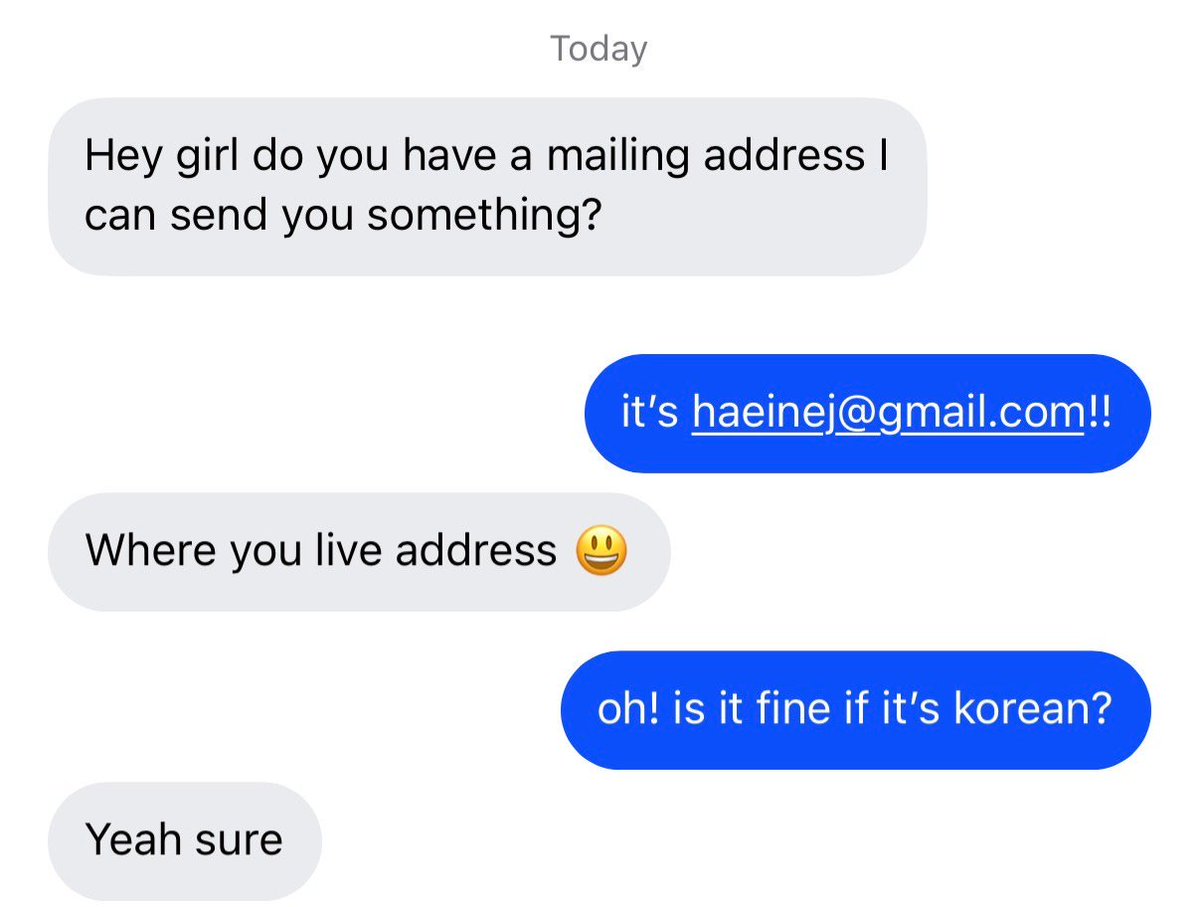 Today
Hey girl do you have a mailing address I
can send you something?
it’s haeinej@gmail.com!!
Where you live address 😃
oh! is it fine if it’s korean?
Yeah sure